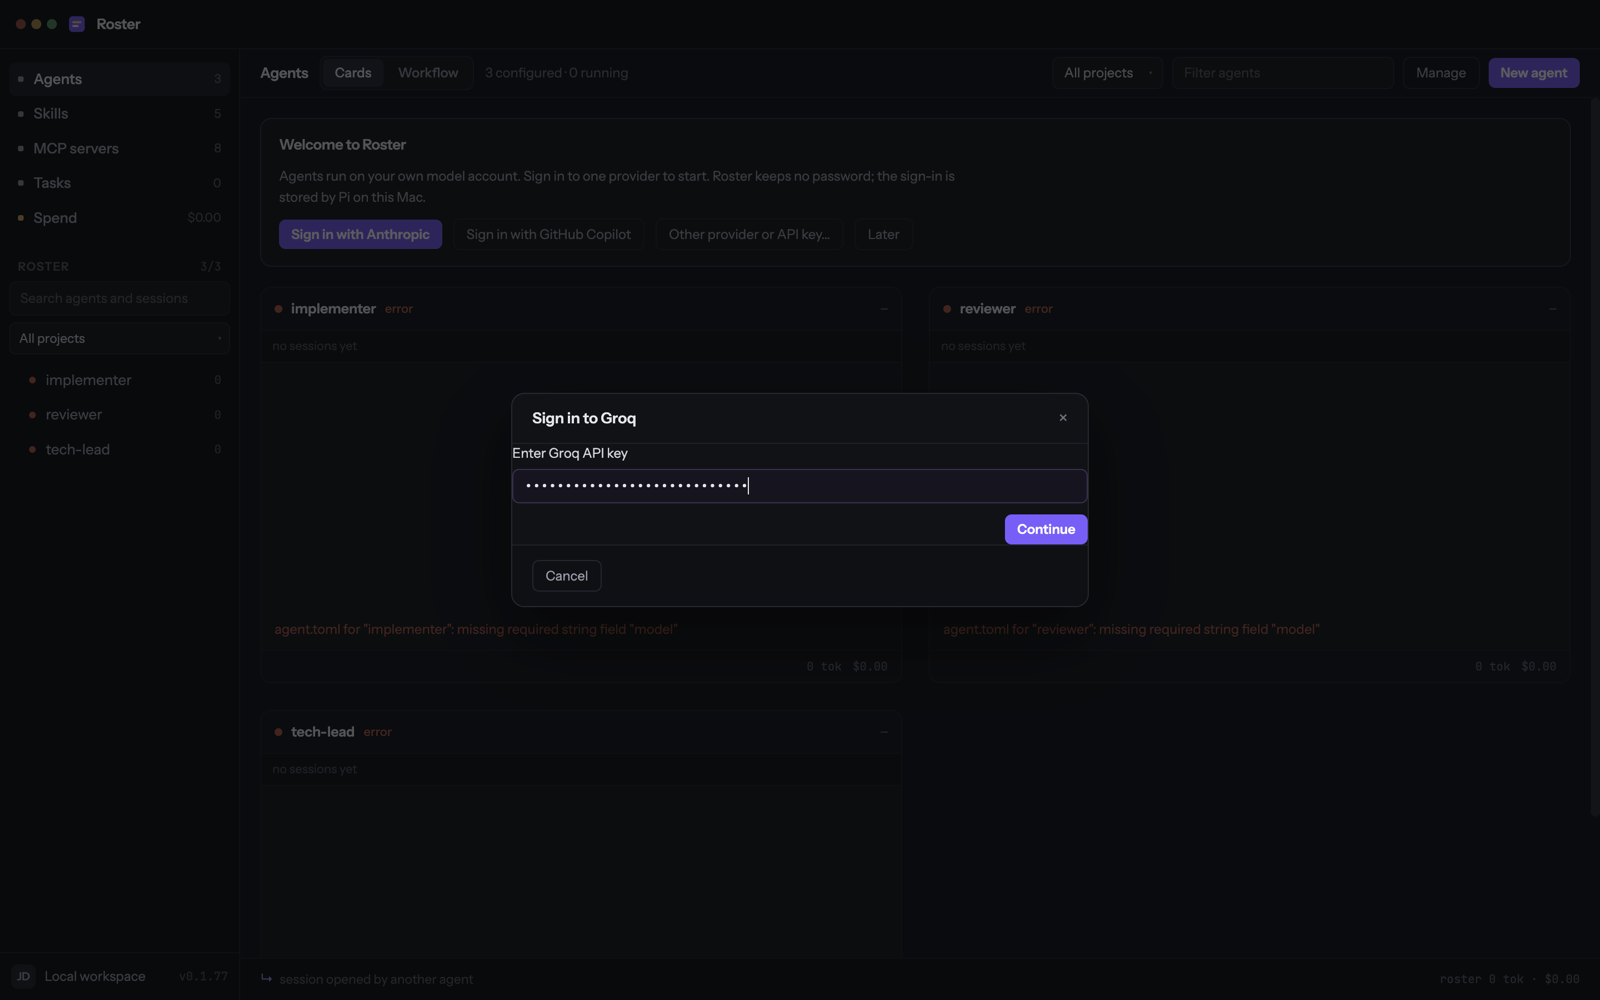 Roster
Agents 3
Skills 5
MCP servers 8
Tasks 0
Spend $0.00
ROSTER 3/3
Search agents and sessions
All projects
implementer 0
reviewer 0
tech-lead 0
JD Local workspace v0.1.77
Agents Cards Workflow 3 configured · 0 running All projects Filter agents Manage New agent
Welcome to Roster
Agents run on your own model account. Sign in to one provider to start. Roster keeps no password; the sign-in is
stored by Pi on this Mac.
Sign in with Anthropic Sign in with GitHub Copilot Other provider or API key... Later
implementer error
no sessions yet
agent.toml for "implementer": missing required string field "model"
0 tok $0.00
reviewer error
no sessions yet
agent.toml for "reviewer": missing required string field "model"
0 tok $0.00
tech-lead error
no sessions yet
Sign in to Groq ×
Enter Groq API key
Continue
Cancel
↳ session opened by another agent
roster 0 tok · $0.00